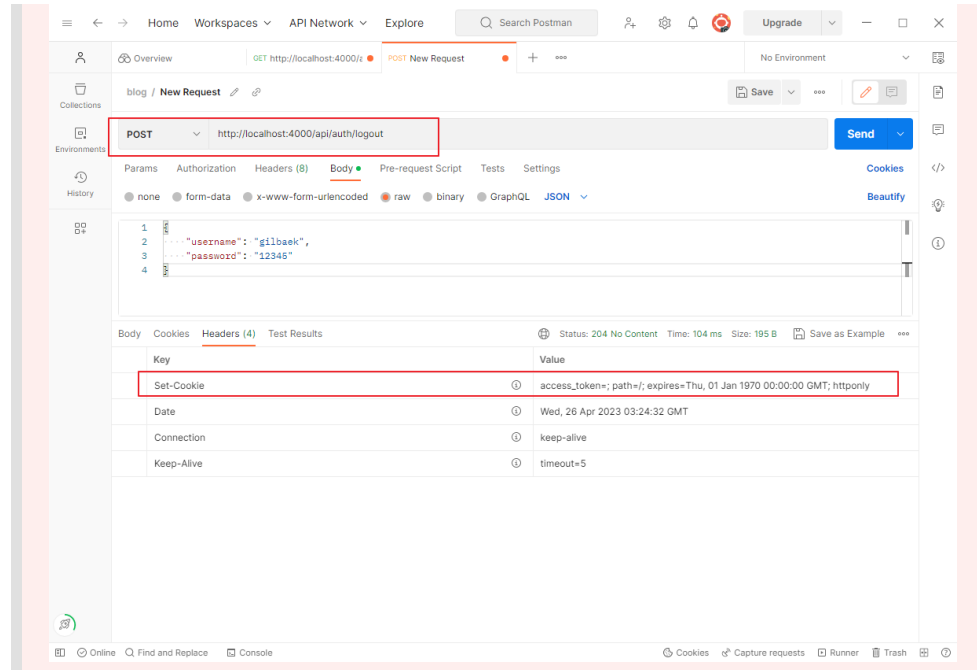 Home Workspaces API Network Explore Search Postman Upgrade
Overview GET http://localhost:4000/a POST New Request No Environment
blog / New Request Save
Collections
POST http://localhost:4000/api/auth/logout Send
Environments
Params Authorization Headers (8) Body Pre-request Script Tests Settings Cookies
History
none form-data x-www-form-urlencoded raw binary GraphQL JSON Beautify
1 {
2 ····"username":·"gilbaek",
3 ····"password":·"12345"
4 }
Body Cookies Headers (4) Test Results Status: 204 No Content Time: 104 ms Size: 195 B Save as Example
Key Value
Set-Cookie access_token=; path=/; expires=Thu, 01 Jan 1970 00:00:00 GMT; httponly
Date Wed, 26 Apr 2023 03:24:32 GMT
Connection keep-alive
Keep-Alive timeout=5
Online Find and Replace Console Cookies Capture requests Runner Trash